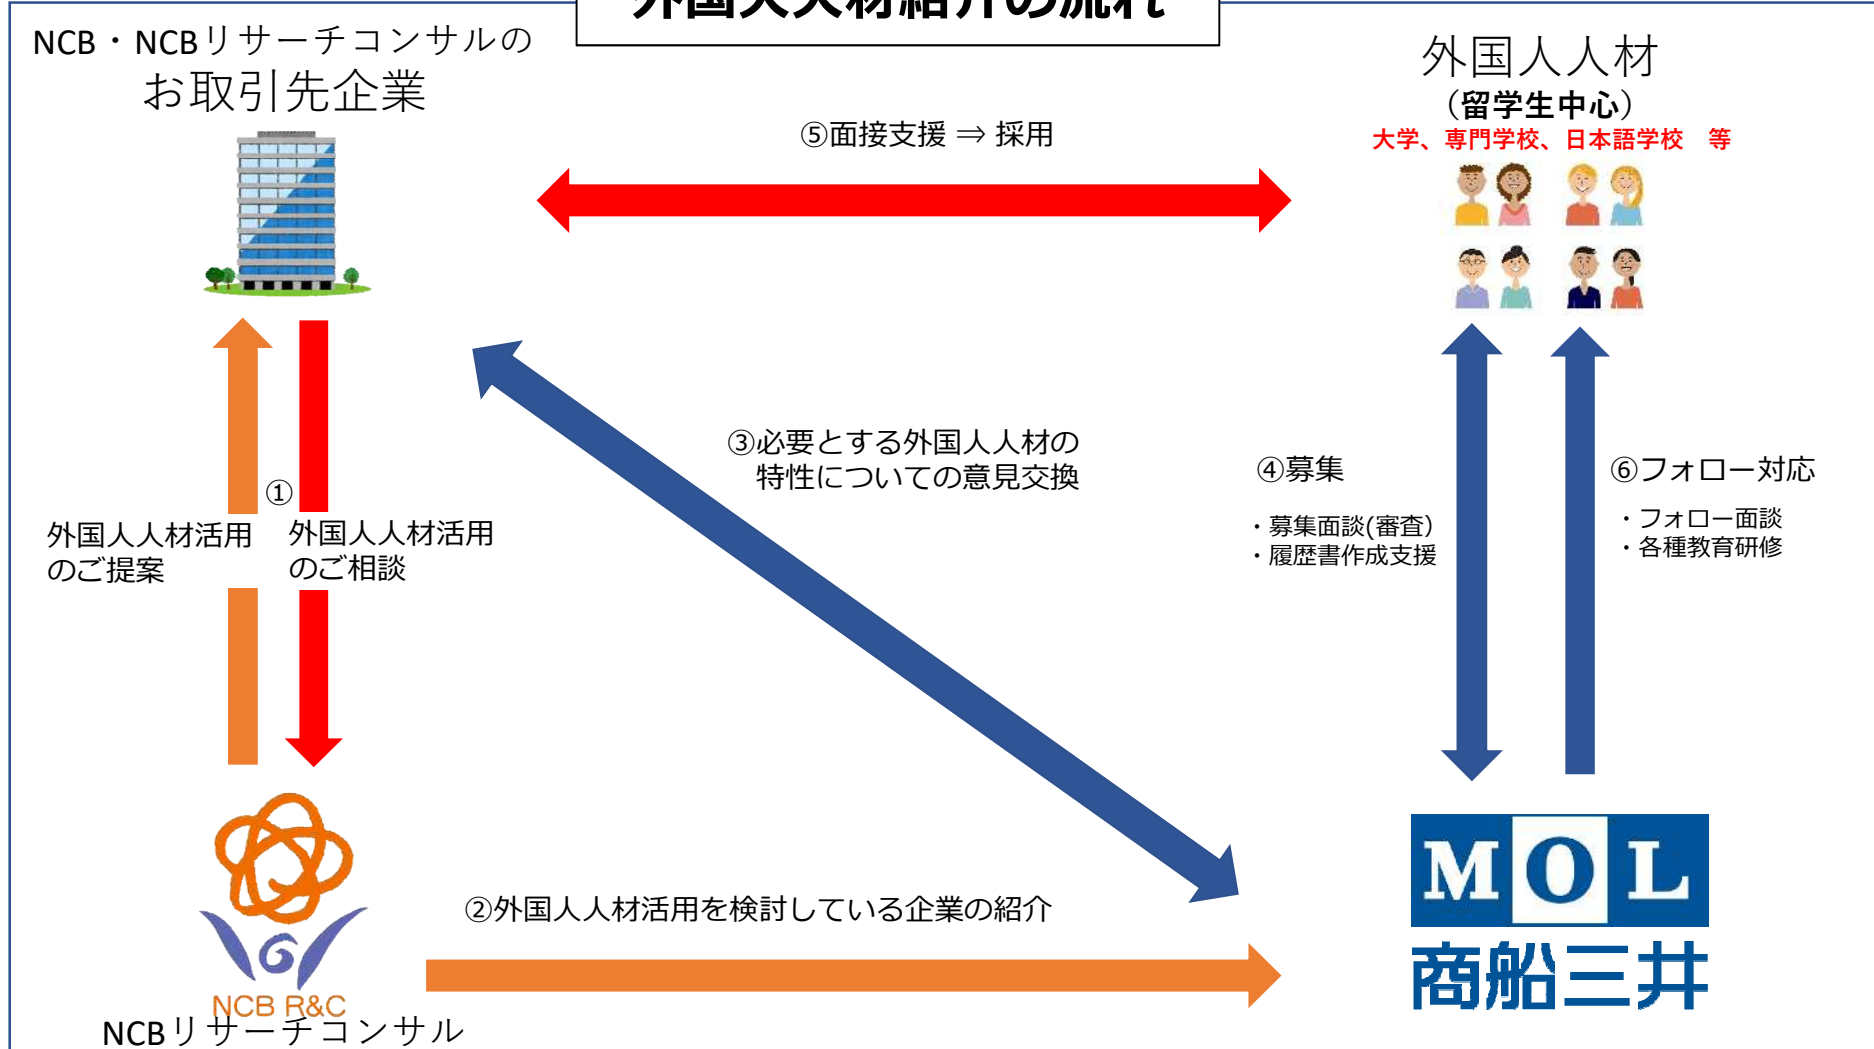 外国人人材紹介の流れ
NCB・NCBリサーチコンサルの
お取引先企業
外国人人材
（留学生中心）
大学、専門学校、日本語学校　等
⑤面接支援 ⇒ 採用
③必要とする外国人人材の
特性についての意見交換
④募集
・募集面談(審査）
・履歴書作成支援
⑥フォロー対応
・フォロー面談
・各種教育研修
①
外国人人材活用
のご提案
外国人人材活用
のご相談
②外国人人材活用を検討している企業の紹介
NCB R&C
NCBリサーチコンサル
MOL
商船三井